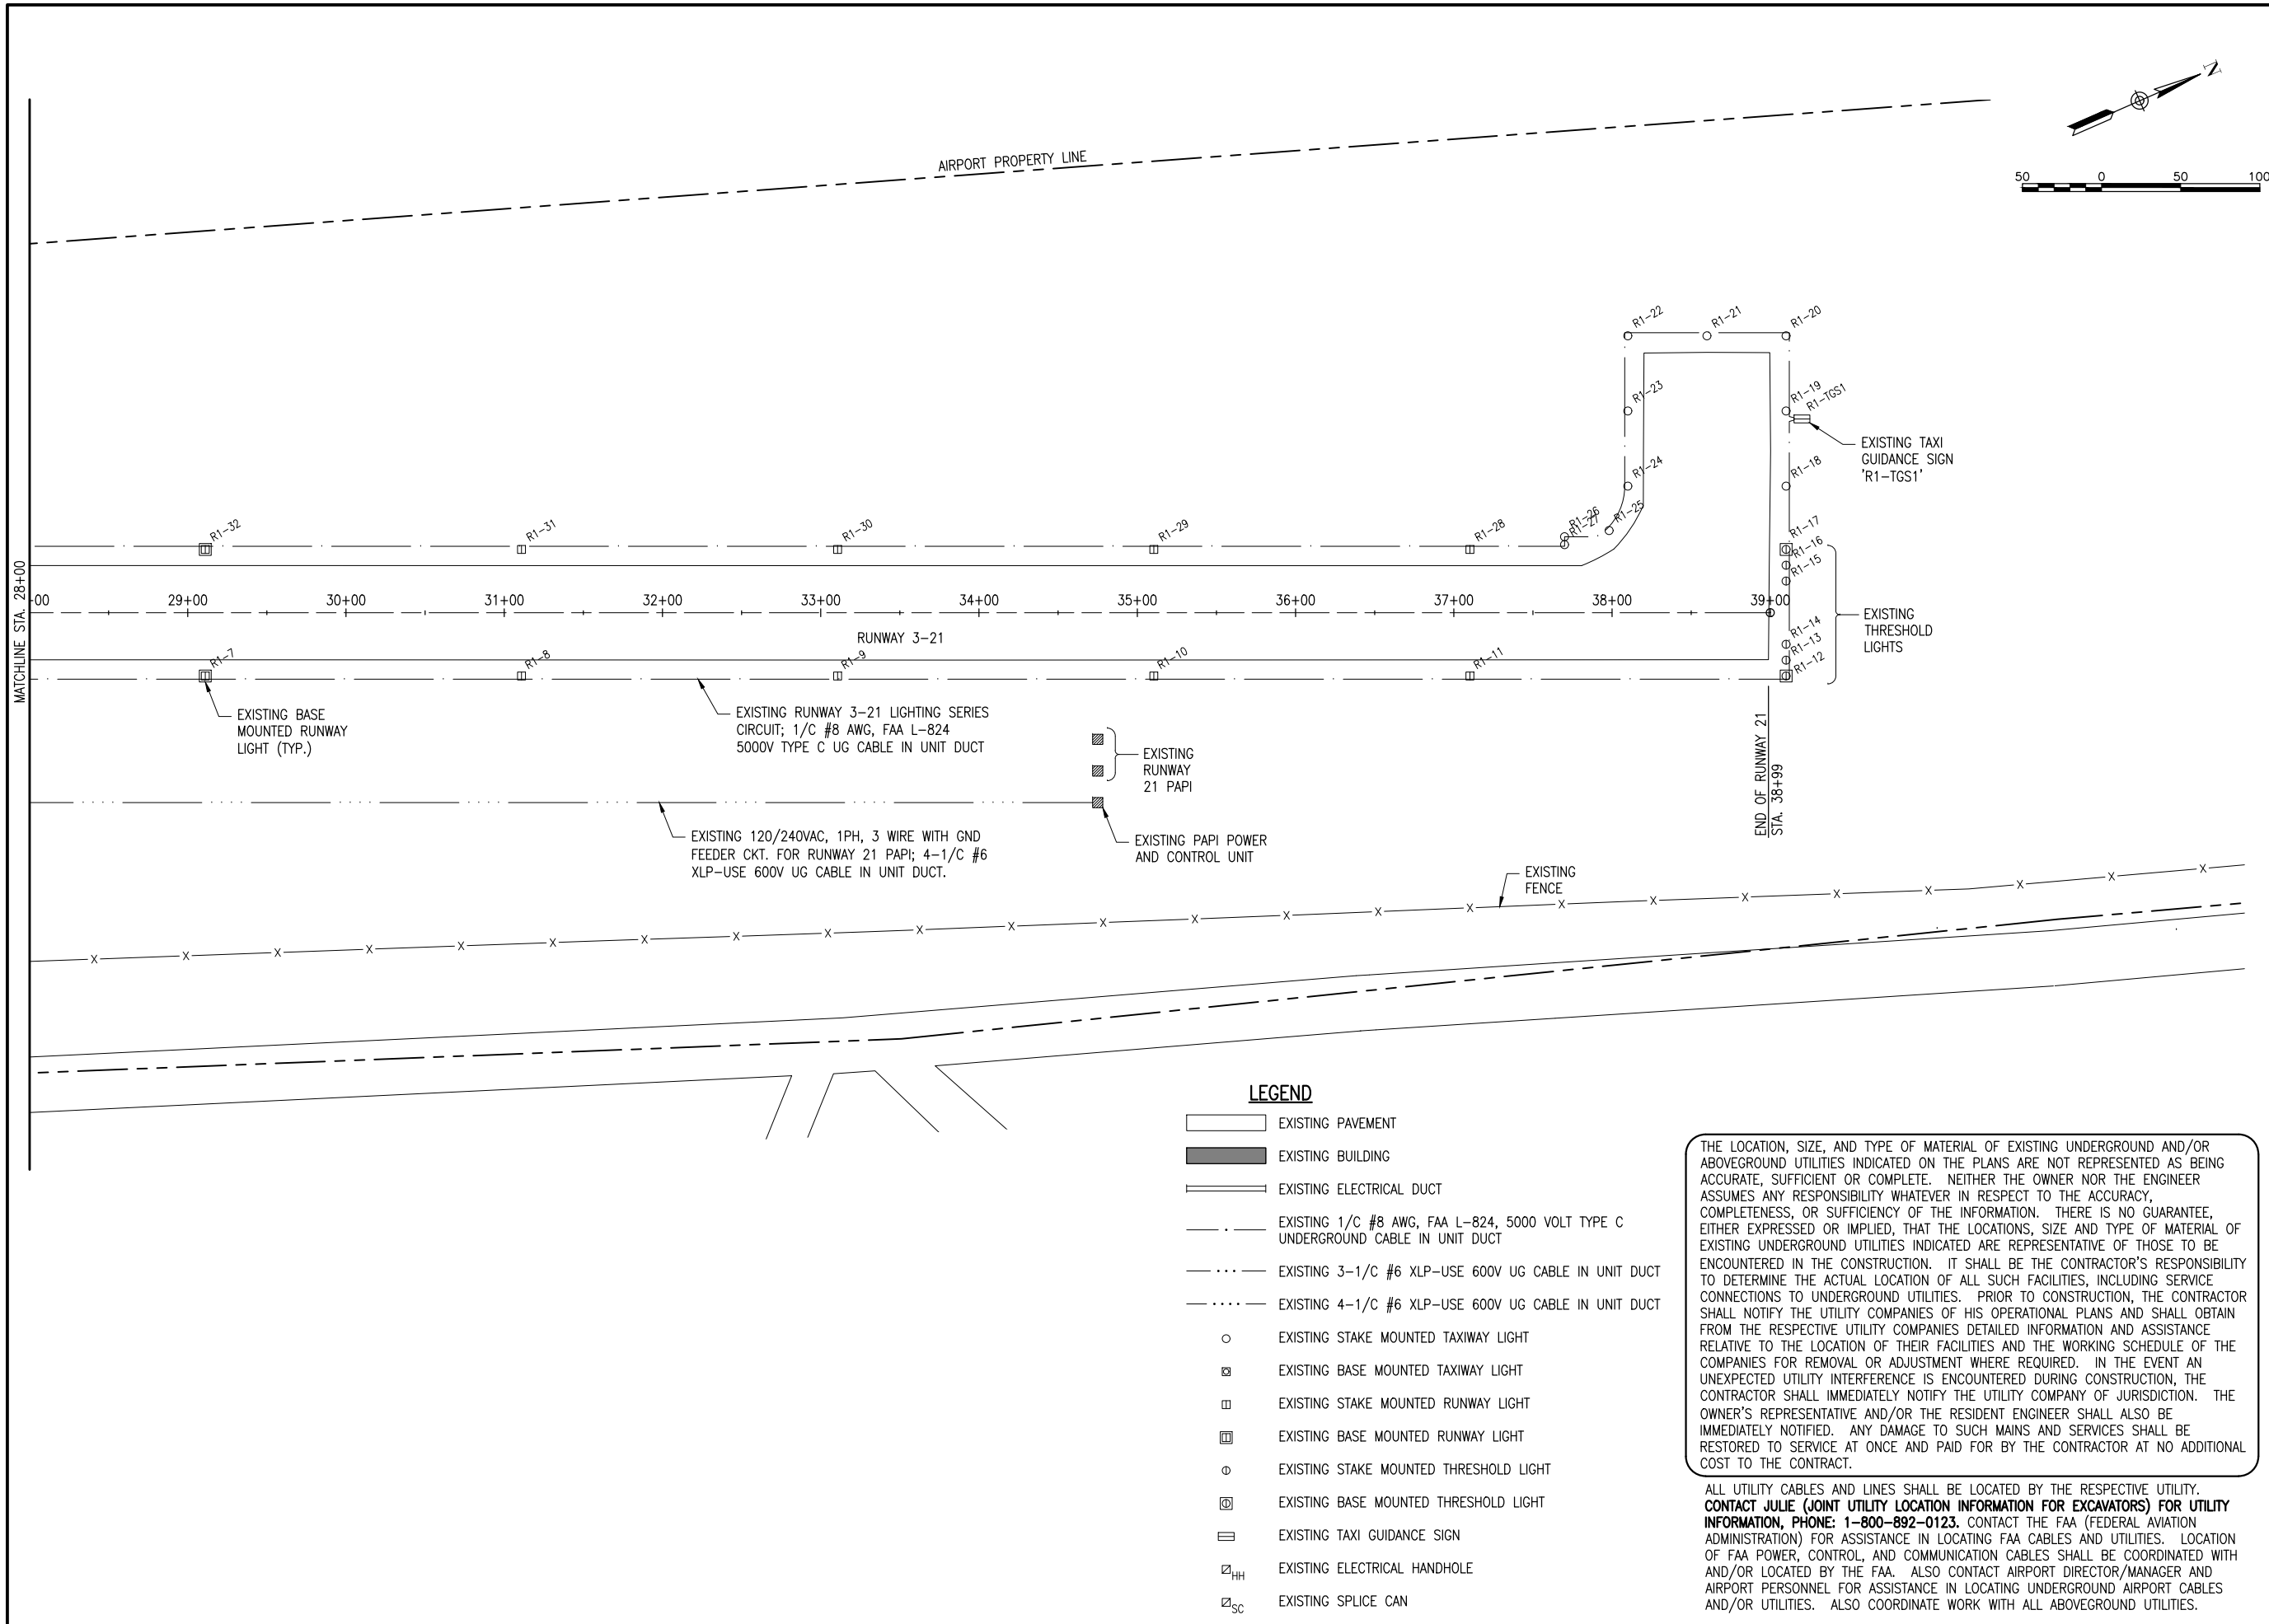 N
50 0 50 100
AIRPORT PROPERTY LINE
R1-22
R1-21
R1-20
R1-23
R1-19
R1-TGS1
EXISTING TAXI
GUIDANCE SIGN
'R1-TGS1'
R1-24
R1-18
R1-32
R1-31
R1-30
R1-29
R1-28
R1-26
R1-27
R1-25
R1-17
R1-16
R1-15
MATCHLINE STA. 28+00
00 29+00 30+00 31+00 32+00 33+00 34+00 35+00 36+00 37+00 38+00 39+00
RUNWAY 3-21
EXISTING
THRESHOLD
LIGHTS
R1-14
R1-13
R1-12
R1-7
R1-8
R1-9
R1-10
R1-11
EXISTING BASE
MOUNTED RUNWAY
LIGHT (TYP.)
EXISTING RUNWAY 3-21 LIGHTING SERIES
CIRCUIT; 1/C #8 AWG, FAA L-824
5000V TYPE C UG CABLE IN UNIT DUCT
EXISTING
RUNWAY
21 PAPI
END OF RUNWAY 21
STA. 38+99
EXISTING 120/240VAC, 1PH, 3 WIRE WITH GND
FEEDER CKT. FOR RUNWAY 21 PAPI; 4-1/C #6
XLP-USE 600V UG CABLE IN UNIT DUCT.
EXISTING PAPI POWER
AND CONTROL UNIT
EXISTING
FENCE
X X X X X X X X X X X X X X X X X X X X X X X X
LEGEND
EXISTING PAVEMENT
EXISTING BUILDING
EXISTING ELECTRICAL DUCT
EXISTING 1/C #8 AWG, FAA L-824, 5000 VOLT TYPE C
UNDERGROUND CABLE IN UNIT DUCT
EXISTING 3-1/C #6 XLP-USE 600V UG CABLE IN UNIT DUCT
EXISTING 4-1/C #6 XLP-USE 600V UG CABLE IN UNIT DUCT
EXISTING STAKE MOUNTED TAXIWAY LIGHT
EXISTING BASE MOUNTED TAXIWAY LIGHT
EXISTING STAKE MOUNTED RUNWAY LIGHT
EXISTING BASE MOUNTED RUNWAY LIGHT
EXISTING STAKE MOUNTED THRESHOLD LIGHT
EXISTING BASE MOUNTED THRESHOLD LIGHT
EXISTING TAXI GUIDANCE SIGN
HH EXISTING ELECTRICAL HANDHOLE
SC EXISTING SPLICE CAN
THE LOCATION, SIZE, AND TYPE OF MATERIAL OF EXISTING UNDERGROUND AND/OR
ABOVEGROUND UTILITIES INDICATED ON THE PLANS ARE NOT REPRESENTED AS BEING
ACCURATE, SUFFICIENT OR COMPLETE. NEITHER THE OWNER NOR THE ENGINEER
ASSUMES ANY RESPONSIBILITY WHATEVER IN RESPECT TO THE ACCURACY,
COMPLETENESS, OR SUFFICIENCY OF THE INFORMATION. THERE IS NO GUARANTEE,
EITHER EXPRESSED OR IMPLIED, THAT THE LOCATIONS, SIZE AND TYPE OF MATERIAL OF
EXISTING UNDERGROUND UTILITIES INDICATED ARE REPRESENTATIVE OF THOSE TO BE
ENCOUNTERED IN THE CONSTRUCTION. IT SHALL BE THE CONTRACTOR'S RESPONSIBILITY
TO DETERMINE THE ACTUAL LOCATION OF ALL SUCH FACILITIES, INCLUDING SERVICE
CONNECTIONS TO UNDERGROUND UTILITIES. PRIOR TO CONSTRUCTION, THE CONTRACTOR
SHALL NOTIFY THE UTILITY COMPANIES OF HIS OPERATIONAL PLANS AND SHALL OBTAIN
FROM THE RESPECTIVE UTILITY COMPANIES DETAILED INFORMATION AND ASSISTANCE
RELATIVE TO THE LOCATION OF THEIR FACILITIES AND THE WORKING SCHEDULE OF THE
COMPANIES FOR REMOVAL OR ADJUSTMENT WHERE REQUIRED. IN THE EVENT AN
UNEXPECTED UTILITY INTERFERENCE IS ENCOUNTERED DURING CONSTRUCTION, THE
CONTRACTOR SHALL IMMEDIATELY NOTIFY THE UTILITY COMPANY OF JURISDICTION. THE
OWNER'S REPRESENTATIVE AND/OR THE RESIDENT ENGINEER SHALL ALSO BE
IMMEDIATELY NOTIFIED. ANY DAMAGE TO SUCH MAINS AND SERVICES SHALL BE
RESTORED TO SERVICE AT ONCE AND PAID FOR BY THE CONTRACTOR AT NO ADDITIONAL
COST TO THE CONTRACT.
ALL UTILITY CABLES AND LINES SHALL BE LOCATED BY THE RESPECTIVE UTILITY.
CONTACT JULIE (JOINT UTILITY LOCATION INFORMATION FOR EXCAVATORS) FOR UTILITY
INFORMATION, PHONE: 1-800-892-0123. CONTACT THE FAA (FEDERAL AVIATION
ADMINISTRATION) FOR ASSISTANCE IN LOCATING FAA CABLES AND UTILITIES. LOCATION
OF FAA POWER, CONTROL, AND COMMUNICATION CABLES SHALL BE COORDINATED WITH
AND/OR LOCATED BY THE FAA. ALSO CONTACT AIRPORT DIRECTOR/MANAGER AND
AIRPORT PERSONNEL FOR ASSISTANCE IN LOCATING UNDERGROUND AIRPORT CABLES
AND/OR UTILITIES. ALSO COORDINATE WORK WITH ALL ABOVEGROUND UTILITIES.